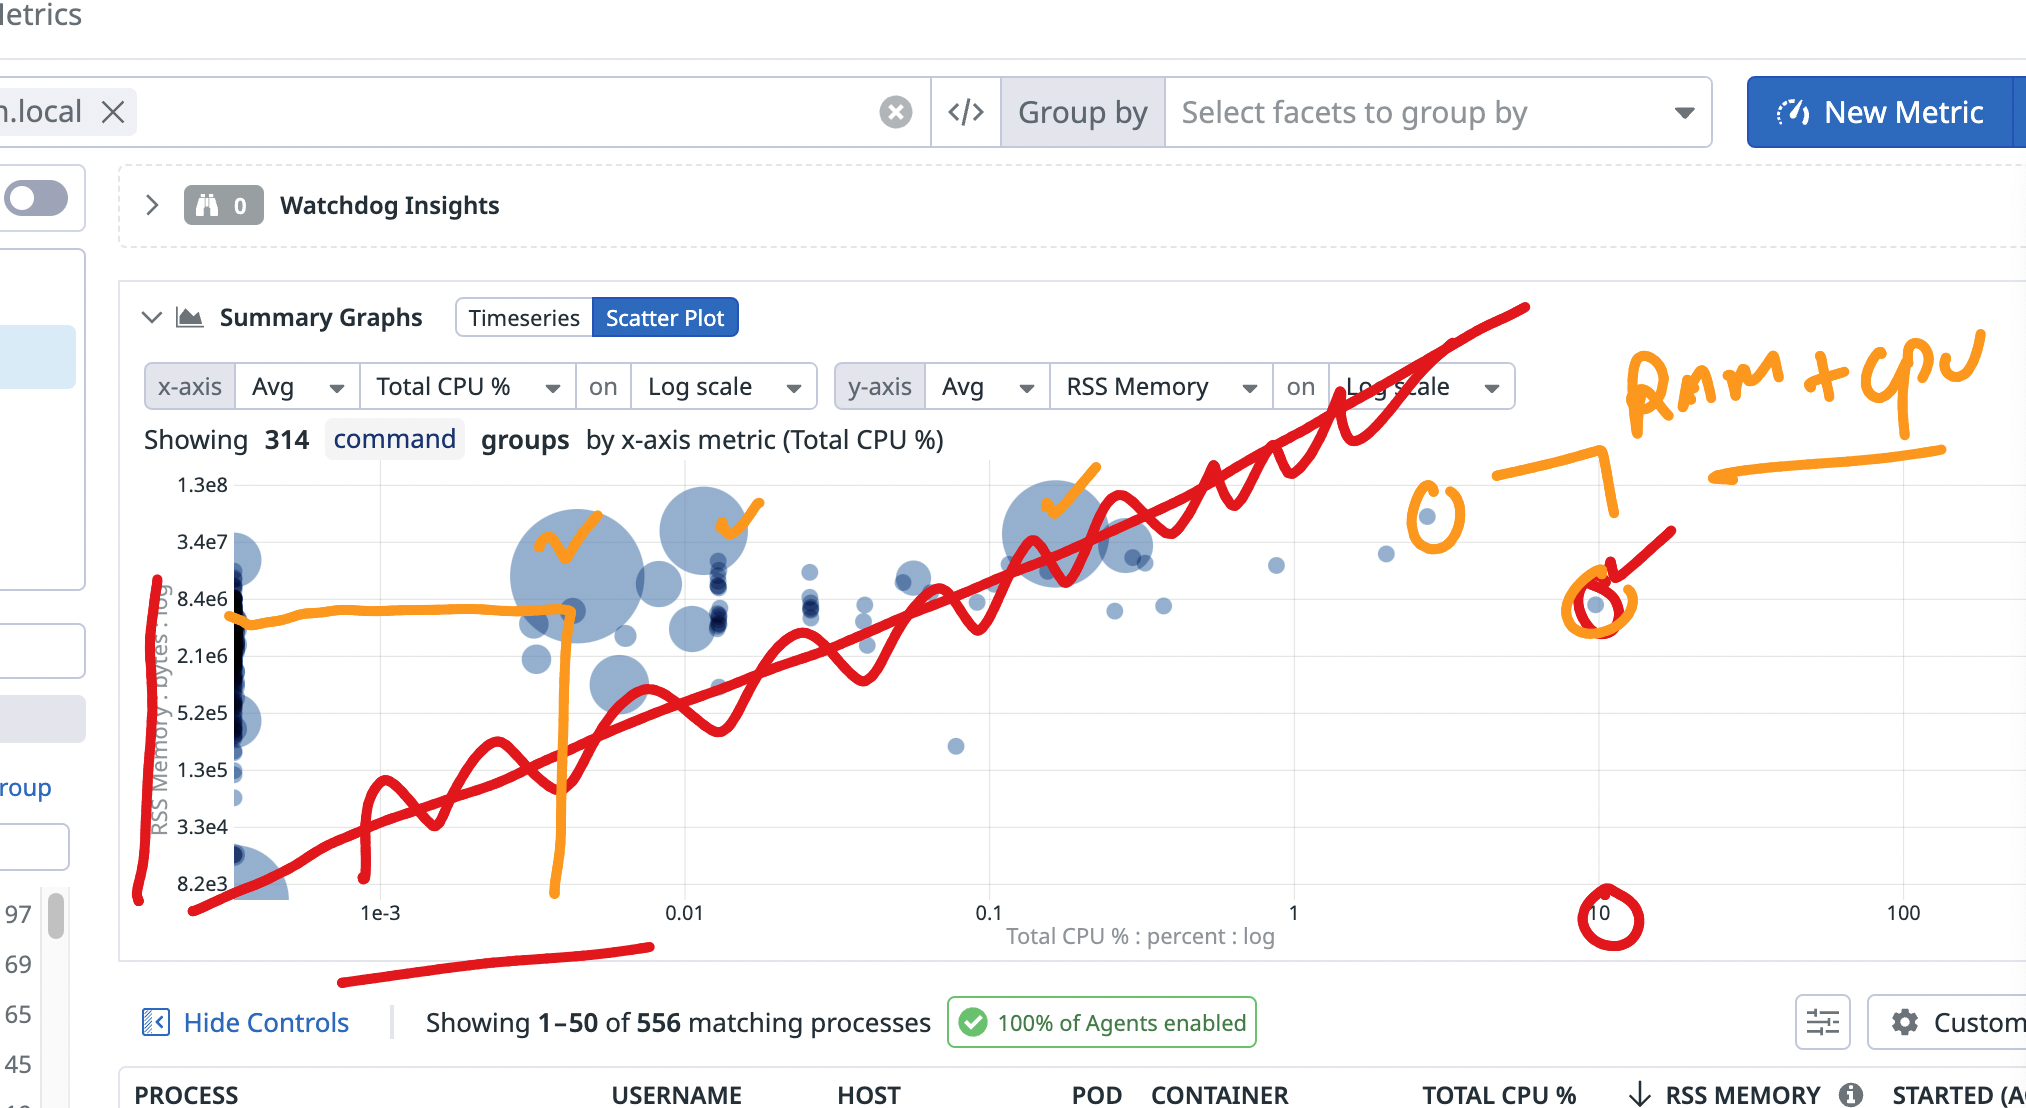 etrics
n.local
</> Group by Select facets to group by New Metric
0 Watchdog Insights
Summary Graphs Timeseries Scatter Plot
x-axis Avg Total CPU % on Log scale y-axis Avg RSS Memory on Log scale
Ram + CPU
Showing 314 command groups by x-axis metric (Total CPU %)
1.3e8
3.4e7
8.4e6
2.1e6
5.2e5
1.3e5
3.3e4
8.2e3
RSS Memory : bytes : log
1e-3 0.01 0.1 1 10 100
Total CPU % : percent : log
roup
97
69
65
45
Hide Controls Showing 1–50 of 556 matching processes 100% of Agents enabled Custom
PROCESS USERNAME HOST POD CONTAINER TOTAL CPU % RSS MEMORY STARTED (A